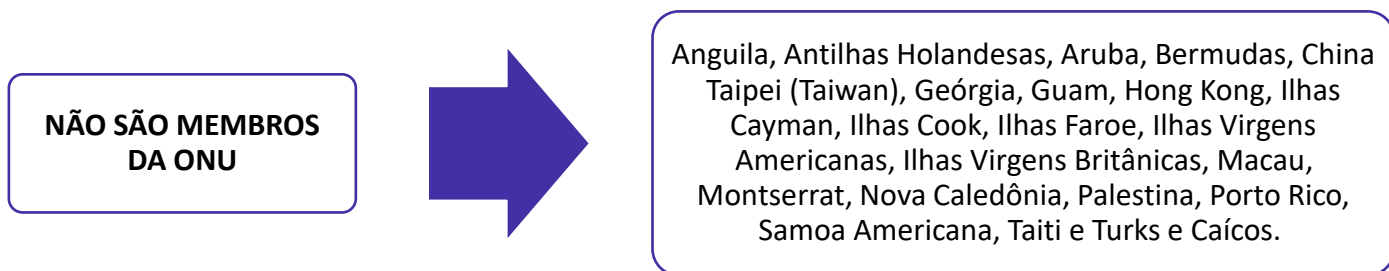 NÃO SÃO MEMBROS
DA ONU
Anguila, Antilhas Holandesas, Aruba, Bermudas, China
Taipei (Taiwan), Geórgia, Guam, Hong Kong, Ilhas
Cayman, Ilhas Cook, Ilhas Faroe, Ilhas Virgens
Americanas, Ilhas Virgens Britânicas, Macau,
Montserrat, Nova Caledônia, Palestina, Porto Rico,
Samoa Americana, Taiti e Turks e Caícos.